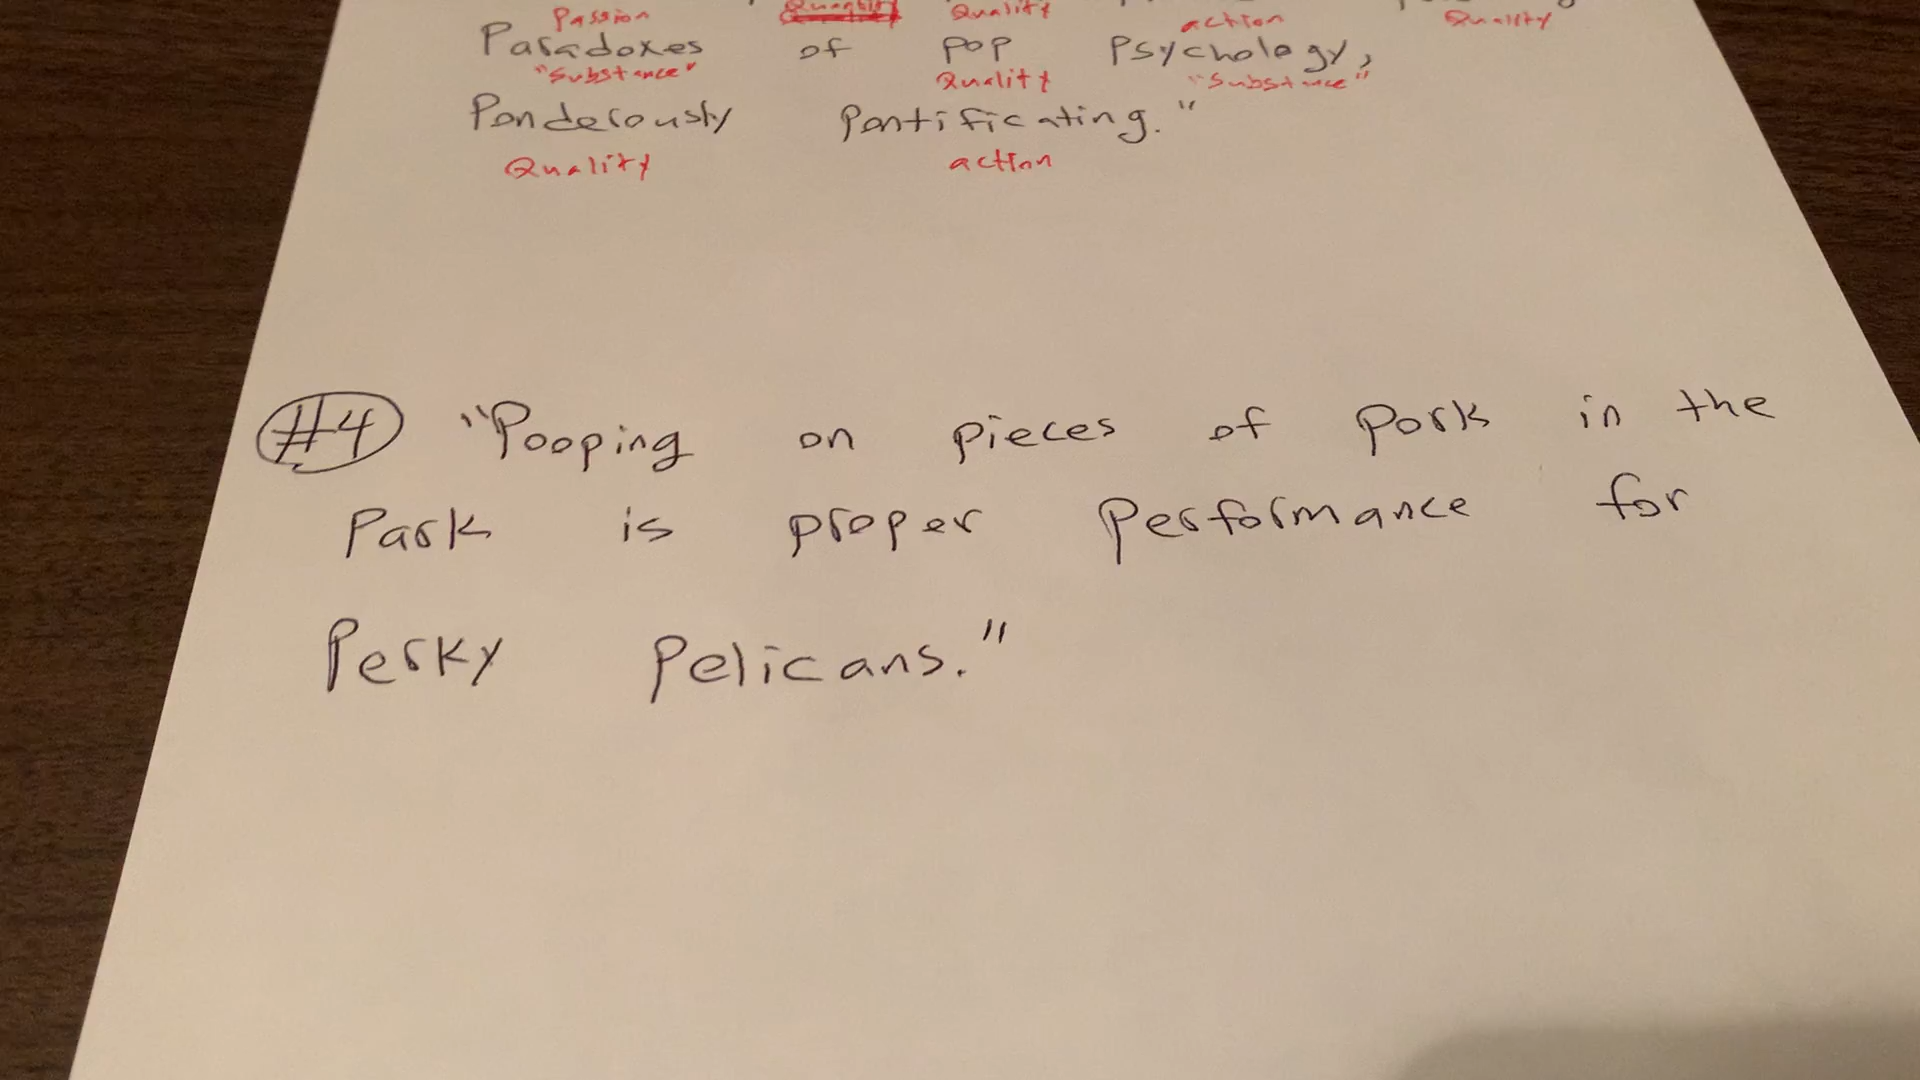 Passion Quantity Quality action Quality
Paradoxes of pop Psychology,
"Substance" Quality "Substance"
Ponderously Pontificating."
Quality action
#4 "Pooping on pieces of Pork in the
Park is proper Performance for
Perky Pelicans."